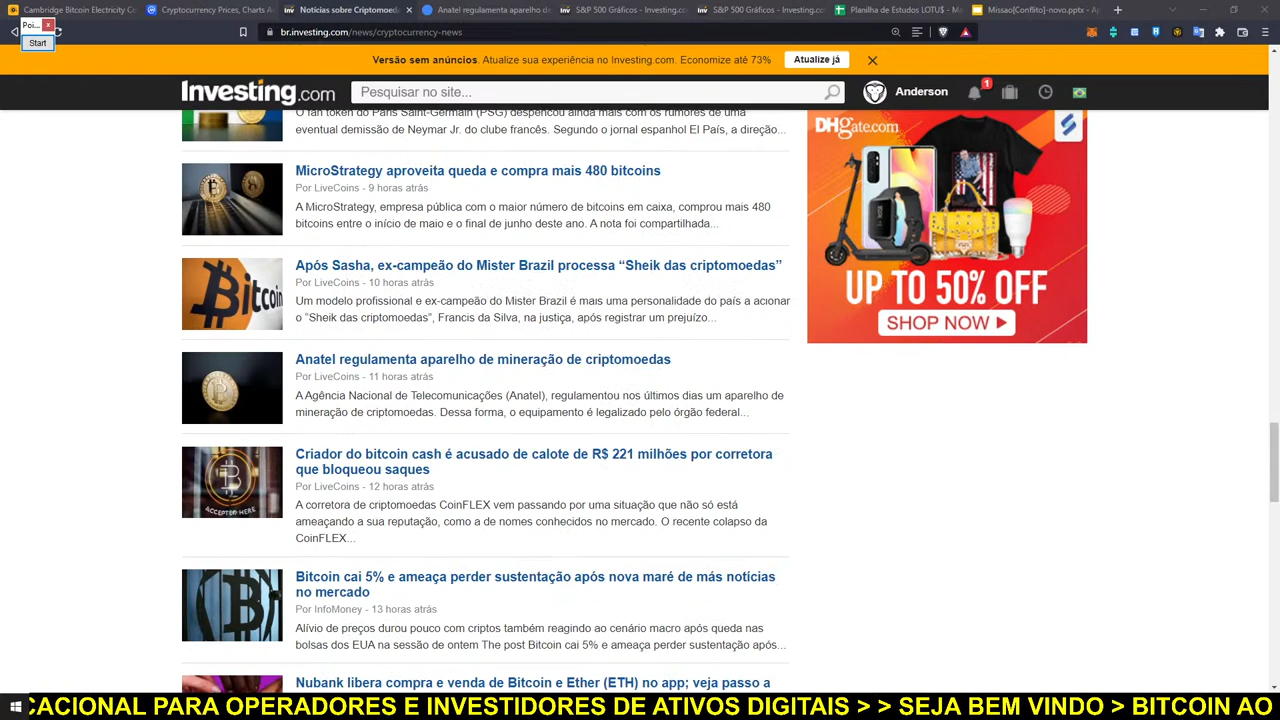 Cambridge Bitcoin Electricity Co
Cryptocurrency Prices, Charts A
Notícias sobre Criptomoeda
Anatel regulamenta aparelho de
S&P 500 Gráficos - Investing.co
S&P 500 Gráficos - Investing.co
Planilha de Estudos LOTU$ - 
Missao[Conflito]-novo.pptx - Ap
Poi...
Start
br.investing.com/news/cryptocurrency-news
Versão sem anúncios. Atualize sua experiência no Investing.com. Economize até 73%
Atualize já
Investing.com
Pesquisar no site...
Anderson
1
O fan token do Paris Saint-Germain (PSG) despencou ainda mais com os rumores de uma
eventual demissão de Neymar Jr. do clube francês. Segundo o jornal espanhol El País, a direção...
MicroStrategy aproveita queda e compra mais 480 bitcoins
Por LiveCoins - 9 horas atrás
A MicroStrategy, empresa pública com o maior número de bitcoins em caixa, comprou mais 480
bitcoins entre o início de maio e o final de junho deste ano. A nota foi compartilhada...
Bitcoin
Após Sasha, ex-campeão do Mister Brazil processa “Sheik das criptomoedas”
Por LiveCoins - 10 horas atrás
Um modelo profissional e ex-campeão do Mister Brazil é mais uma personalidade do país a acionar
o “Sheik das criptomoedas”, Francis da Silva, na justiça, após registrar um prejuízo...
Anatel regulamenta aparelho de mineração de criptomoedas
Por LiveCoins - 11 horas atrás
A Agência Nacional de Telecomunicações (Anatel), regulamentou nos últimos dias um aparelho de
mineração de criptomoedas. Dessa forma, o equipamento é legalizado pelo órgão federal...
ACCEPTED HERE
Criador do bitcoin cash é acusado de calote de R$ 221 milhões por corretora
que bloqueou saques
Por LiveCoins - 12 horas atrás
A corretora de criptomoedas CoinFLEX vem passando por uma situação que não só está
ameaçando a sua reputação, como a de nomes conhecidos no mercado. O recente colapso da
CoinFLEX...
Bitcoin cai 5% e ameaça perder sustentação após nova maré de más notícias
no mercado
Por InfoMoney - 13 horas atrás
Alívio de preços durou pouco com criptos também reagindo ao cenário macro após queda nas
bolsas dos EUA na sessão de ontem The post Bitcoin cai 5% e ameaça perder sustentação após...
Nubank libera compra e venda de Bitcoin e Ether (ETH) no app; veja passo a
DHgate.com
UP TO 50% OFF
SHOP NOW
CACIONAL PARA OPERADORES E INVESTIDORES DE ATIVOS DIGITAIS > > SEJA BEM VINDO > BITCOIN AO